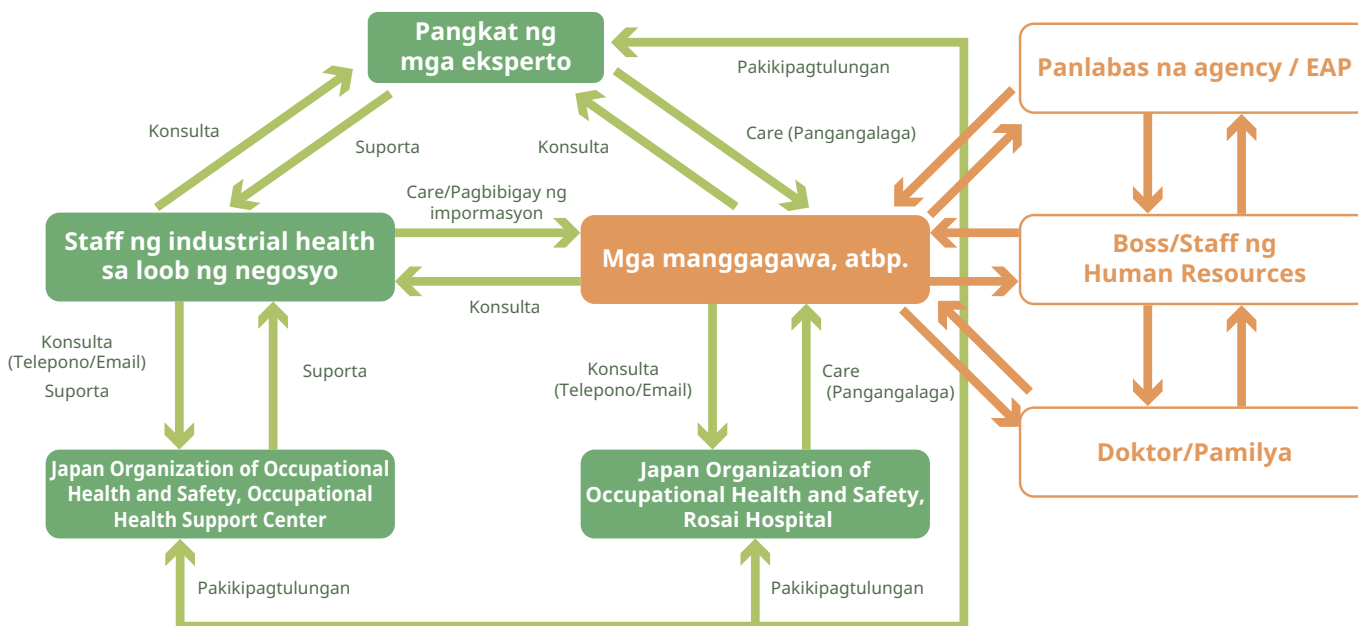 Pangkat ng
mga eksperto
Pakikipagtulungan
Panlabas na agency / EAP
Konsulta
Suporta
Konsulta
Care (Pangangalaga)
Care/Pagbibigay ng
impormasyon
Staff ng industrial health
sa loob ng negosyo
Mga manggagawa, atbp.
Boss/Staff ng
Human Resources
Konsulta
Konsulta
(Telepono/Email)
Suporta
Suporta
Konsulta
(Telepono/Email)
Care
(Pangangalaga)
Doktor/Pamilya
Japan Organization of Occupational
Health and Safety, Occupational
Health Support Center
Japan Organization of
Occupational Health and Safety,
Rosai Hospital
Pakikipagtulungan
Pakikipagtulungan